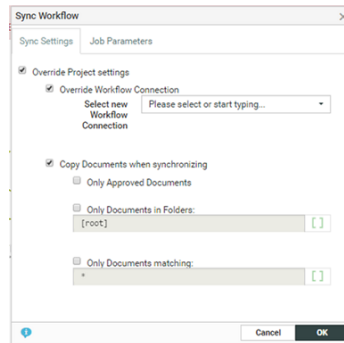 Sync Workflow
Sync Settings Job Parameters
Override Project settings
Override Workflow Connection
Select new Please select or start typing...
Workflow
Connection
Copy Documents when synchronizing
Only Approved Documents
Only Documents in Folders:
[root] [ ]
Only Documents matching:
* [ ]
Cancel OK